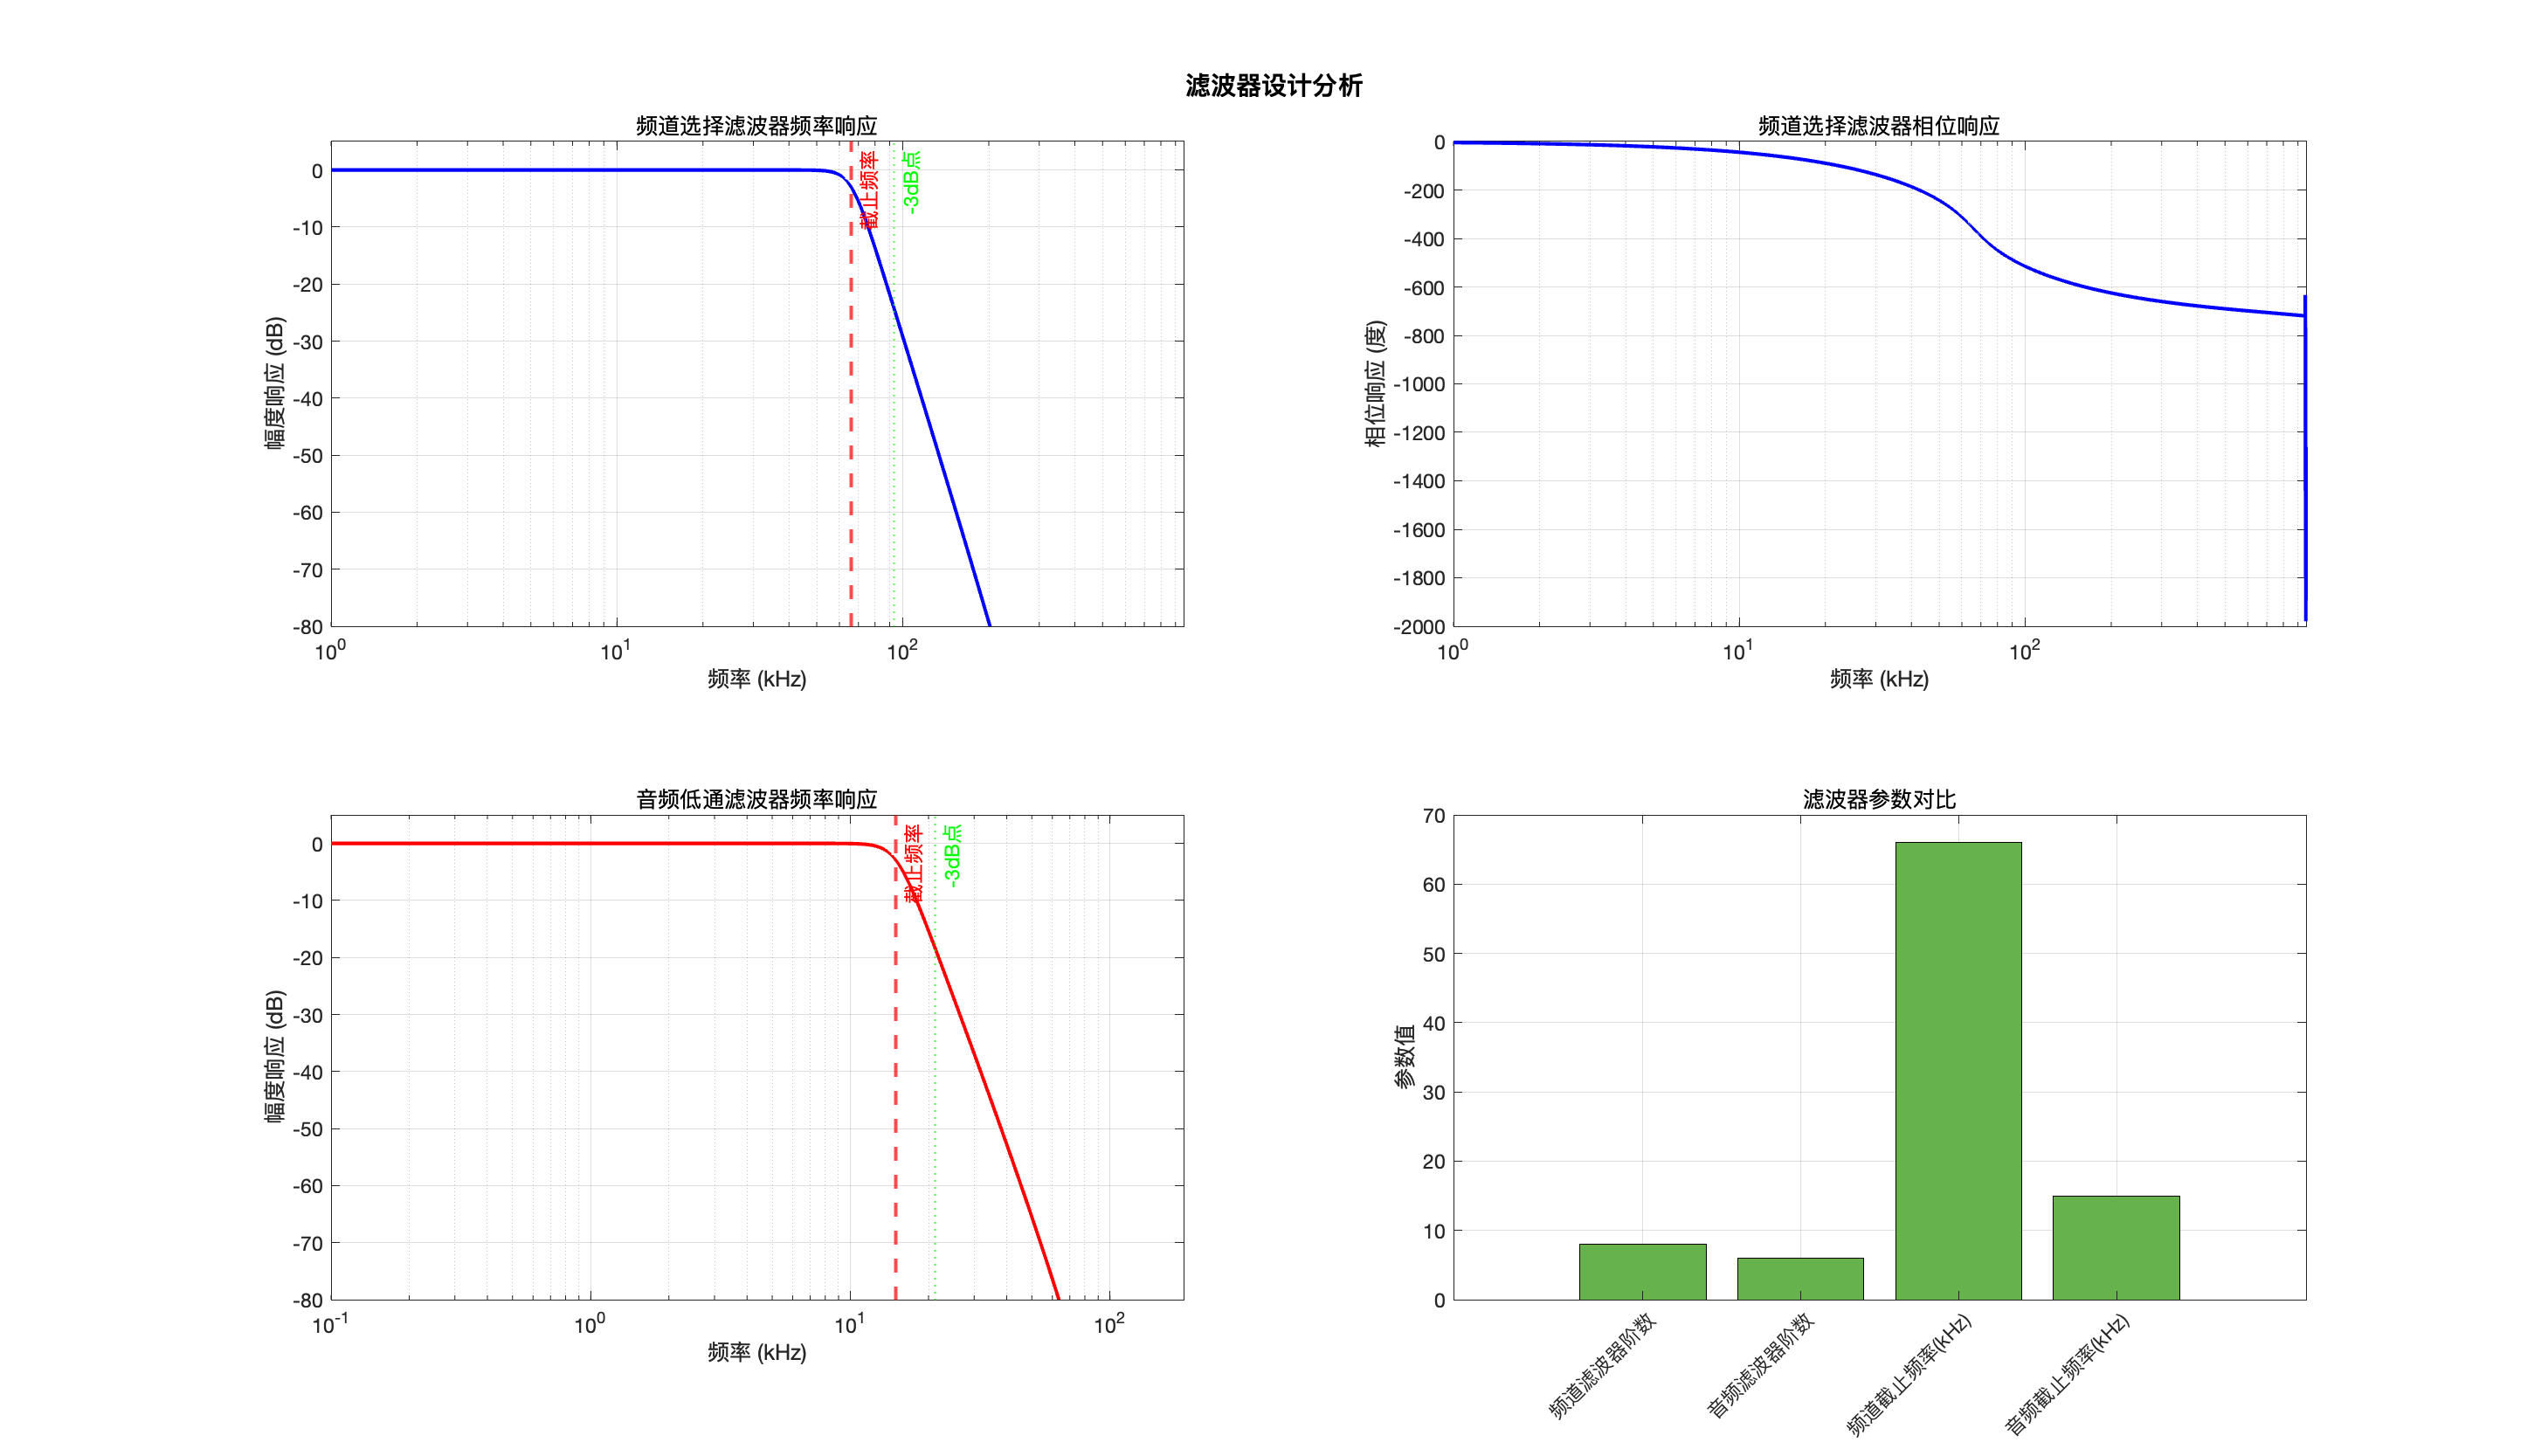 滤波器设计分析
频道选择滤波器频率响应
0
-10
-20
-30
-40
-50
-60
-70
-80
幅度响应 (dB)
截止频率
-3dB点
10^0
10^1
10^2
频率 (kHz)
频道选择滤波器相位响应
0
-200
-400
-600
-800
-1000
-1200
-1400
-1600
-1800
-2000
相位响应 (度)
10^0
10^1
10^2
频率 (kHz)
音频低通滤波器频率响应
0
-10
-20
-30
-40
-50
-60
-70
-80
幅度响应 (dB)
截止频率
-3dB点
10^-1
10^0
10^1
10^2
频率 (kHz)
滤波器参数对比
70
60
50
40
30
20
10
0
参数值
频道滤波器阶数
音频滤波器阶数
频道截止频率(kHz)
音频截止频率(kHz)